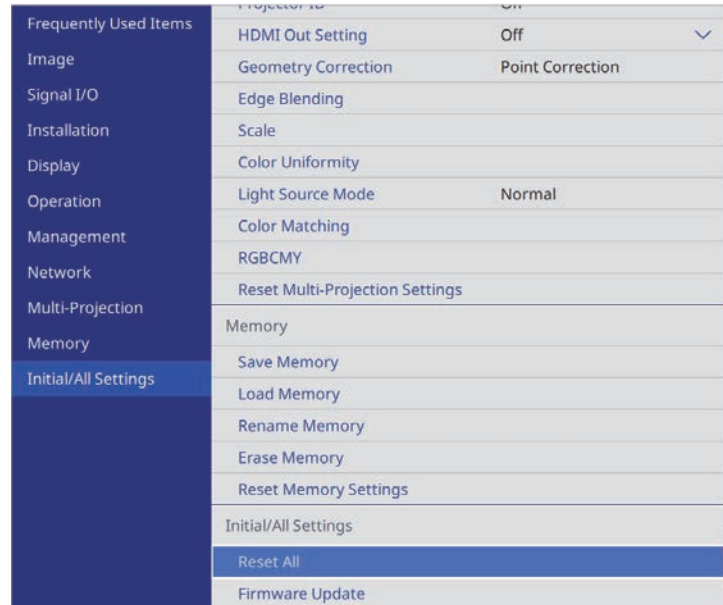 Frequently Used Items
Image
Signal I/O
Installation
Display
Operation
Management
Network
Multi-Projection
Memory
Initial/All Settings
Projector ID Off
HDMI Out Setting Off
Geometry Correction Point Correction
Edge Blending
Scale
Color Uniformity
Light Source Mode Normal
Color Matching
RGBCMY
Reset Multi-Projection Settings
Memory
Save Memory
Load Memory
Rename Memory
Erase Memory
Reset Memory Settings
Initial/All Settings
Reset All
Firmware Update